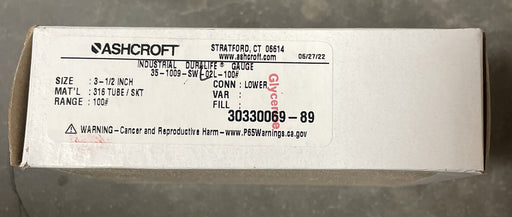 ASHCROFT
STRATFORD, CT 06614
www.ashcroft.com 05/27/22
INDUSTRIAL DURALIFE® GAUGE
35-1009-SW-02L-100#
SIZE : 3-1/2 INCH CONN : LOWER
MAT'L : 316 TUBE / SKT VAR :
RANGE : 100# FILL :
Glycerine
30330069-89
WARNING-Cancer and Reproductive Harm-www.P65Warnings.ca.gov